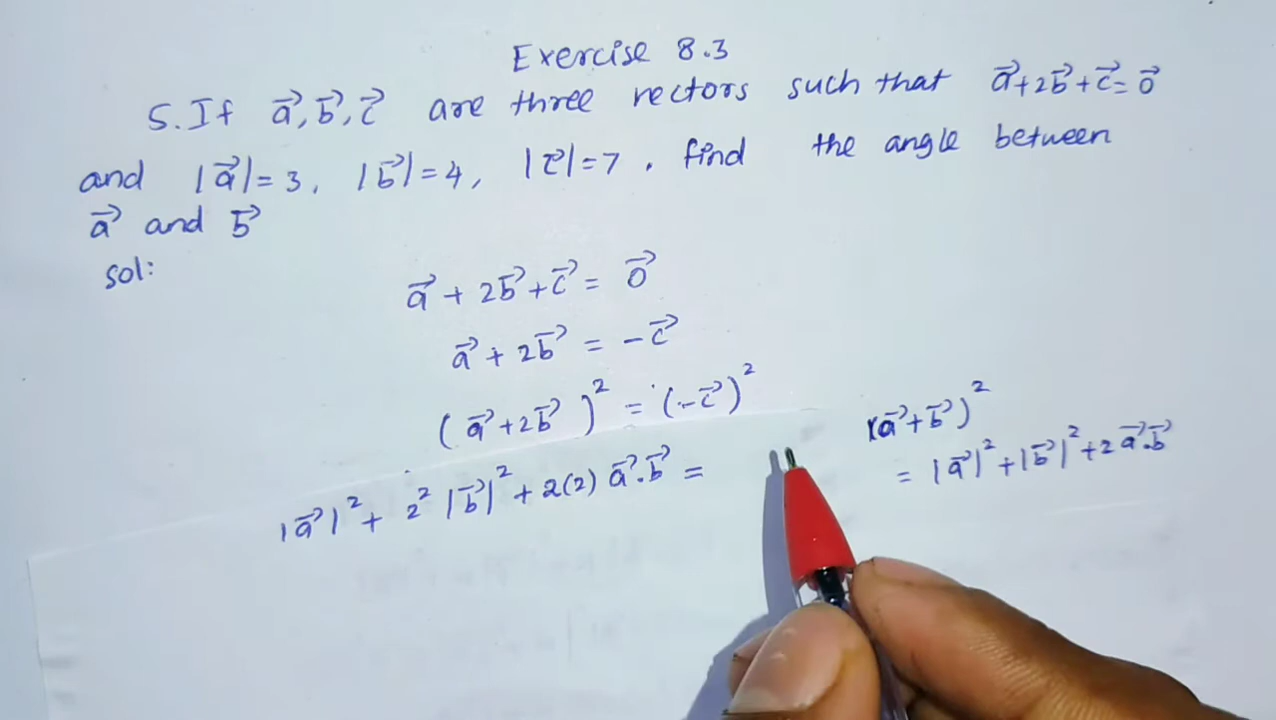 Exercise 8.3
5. If a⃗, b⃗, c⃗ are three vectors such that a⃗+2b⃗+c⃗=0⃗
and |a⃗|=3, |b⃗|=4, |c⃗|=7. find the angle between
a⃗ and b⃗
sol:
a⃗ + 2b⃗ + c⃗ = 0⃗
a⃗ + 2b⃗ = -c⃗
(a⃗+2b⃗)² = (-c⃗)²
|a⃗|² + 2² |b⃗|² + 2(2) a⃗.b⃗ =
(a⃗+b⃗)²
= |a⃗|²+|b⃗|²+2a⃗.b⃗